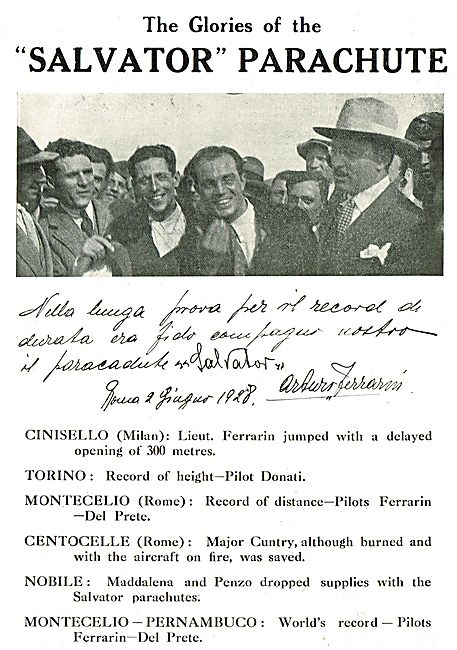 The Glories of the
"SALVATOR" PARACHUTE
Nella lunga prova per il record di
durata era fido compagno nostro
il paracadute "Salvator"
Roma 2 Giugno 1928. Arturo Ferrarin
CINISELLO (Milan): Lieut. Ferrarin jumped with a delayed
opening of 300 metres.
TORINO: Record of height—Pilot Donati.
MONTECELIO (Rome): Record of distance—Pilots Ferrarin
—Del Prete.
CENTOCELLE (Rome): Major Cuntry, although burned and
with the aircraft on fire, was saved.
NOBILE: Maddalena and Penzo dropped supplies with the
Salvator parachutes.
MONTECELIO—PERNAMBUCO: World's record—Pilots
Ferrarin—Del Prete.